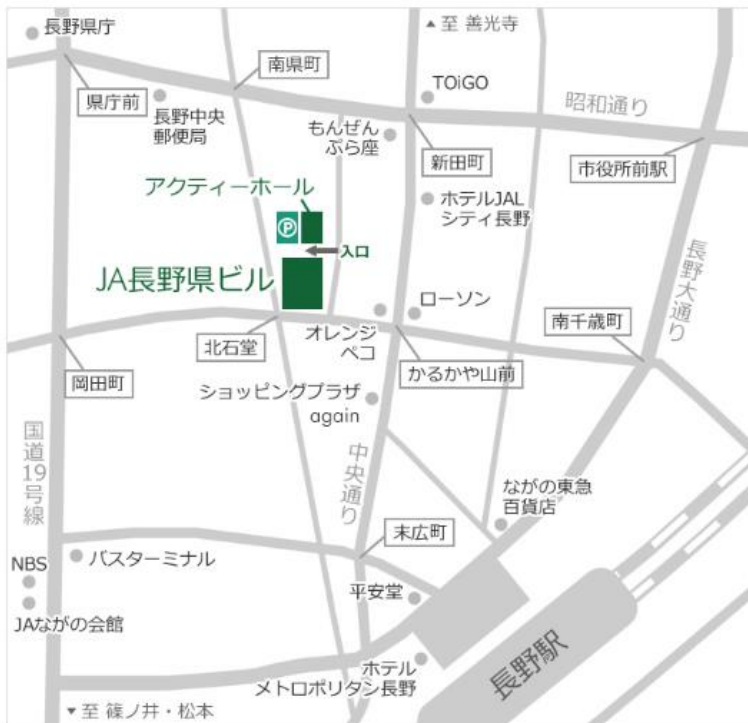 長野県庁
▲至 善光寺
南県町
TOiGO
県庁前
長野中央
郵便局
昭和通り
もんぜん
ぷら座
新田町
市役所前駅
アクティーホール
ホテルJAL
シティ長野
P
入口
長野大通り
JA長野県ビル
ローソン
オレンジ
ペコ
南千歳町
北石堂
かるかや山前
岡田町
ショッピングプラザ
again
国道19号線
中央通り
ながの東急
百貨店
末広町
バスターミナル
NBS
平安堂
JAながの会館
長野駅
ホテル
メトロポリタン長野
▼至 篠ノ井・松本